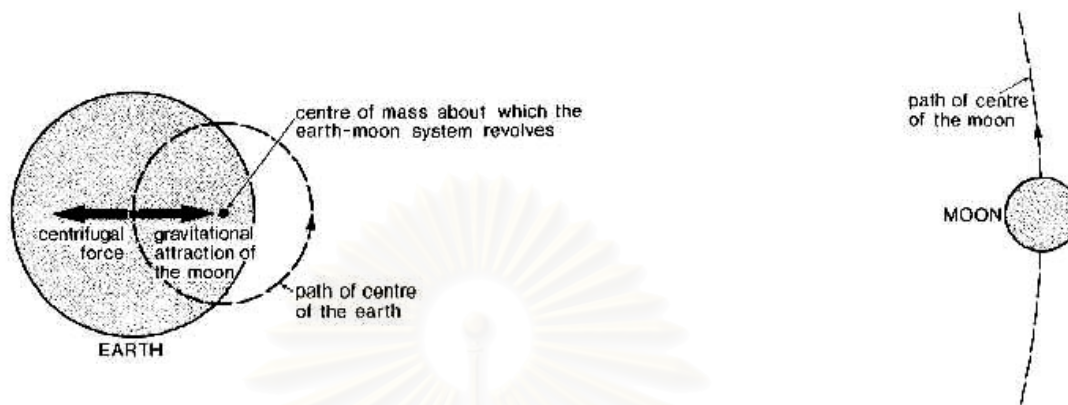 centre of mass about which the
earth-moon system revolves
centrifugal
force
gravitational
attraction of
the moon
path of centre
of the earth
EARTH
path of centre
of the moon
MOON